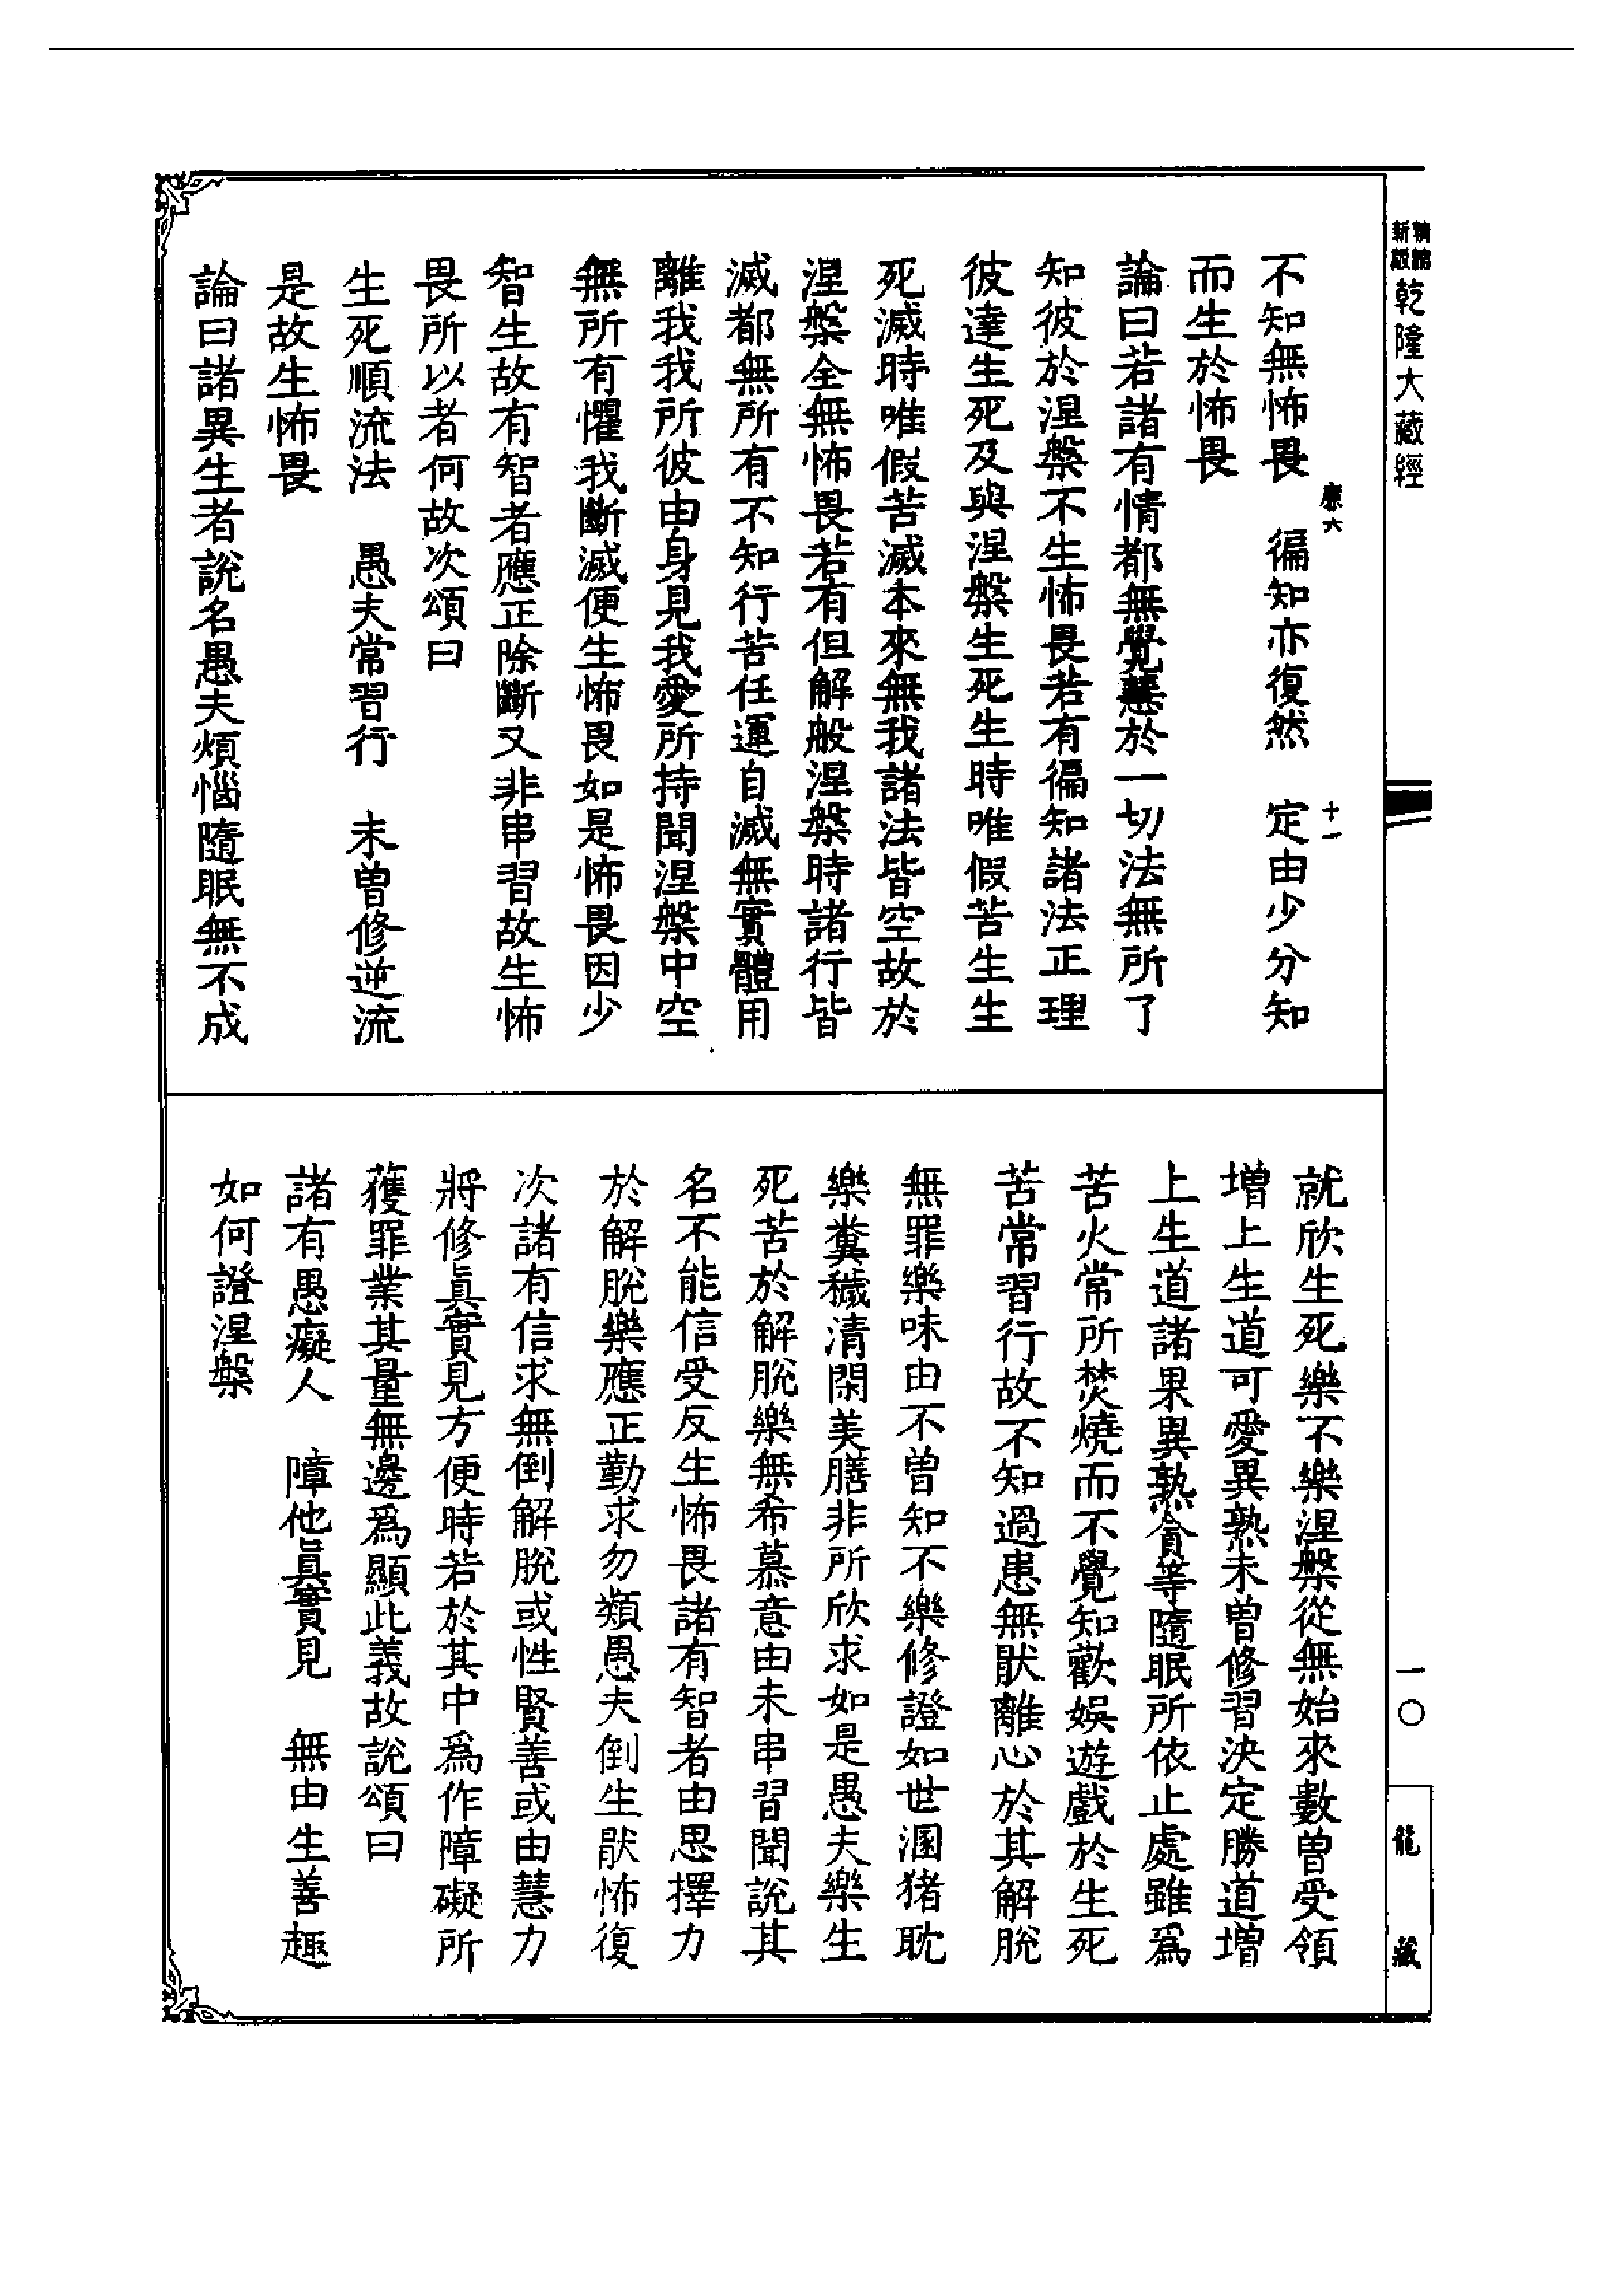 新編縮版乾隆大藏經
康六
十一
不知無怖畏　徧知亦復然　定由少分知
而生於怖畏
論曰若諸有情都無覺慧於一切法無所了
知彼於涅槃不生怖畏若有徧知諸法正理
彼達生死及與涅槃生死生時唯假苦生生
死滅時唯假苦滅本來無我諸法皆空故於
涅槃全無怖畏若有但解般涅槃時諸行皆
滅都無所有不知行苦任運自滅無實體用
離我我所彼由身見我愛所持聞涅槃中空
無所有懼我斷滅便生怖畏如是怖畏因少
智生故有智者應正除斷又非串習故生怖
畏所以者何故次頌曰
生死順流法　愚夫常習行　未曾修逆流
是故生怖畏
論曰諸異生者說名愚夫煩惱隨眠無不成
就欣生死樂不樂涅槃從無始來數曾受領
增上生道可愛異熟未曾修習決定勝道增
上生道諸果異熟貪等隨眠所依止處雖爲
苦火常所焚燒而不覺知歡娛遊戲於生死
苦常習行故不知過患無猒離心於其解脫
無罪樂味由不曾知不樂修證如世溷猪耽
樂糞穢清閑美膳非所欣求如是愚夫樂生
死苦於解脫樂無希慕意由未串習聞說其
名不能信受反生怖畏諸有智者由思擇力
於解脫樂應正勤求勿類愚夫倒生猒怖復
次諸有信求無倒解脫或性賢善或由慧力
將修眞實見方便時若於其中爲作障礙所
獲罪業其量無邊爲顯此義故說頌曰
諸有愚癡人　障他眞實見　無由生善趣
如何證涅槃
一〇
龍藏